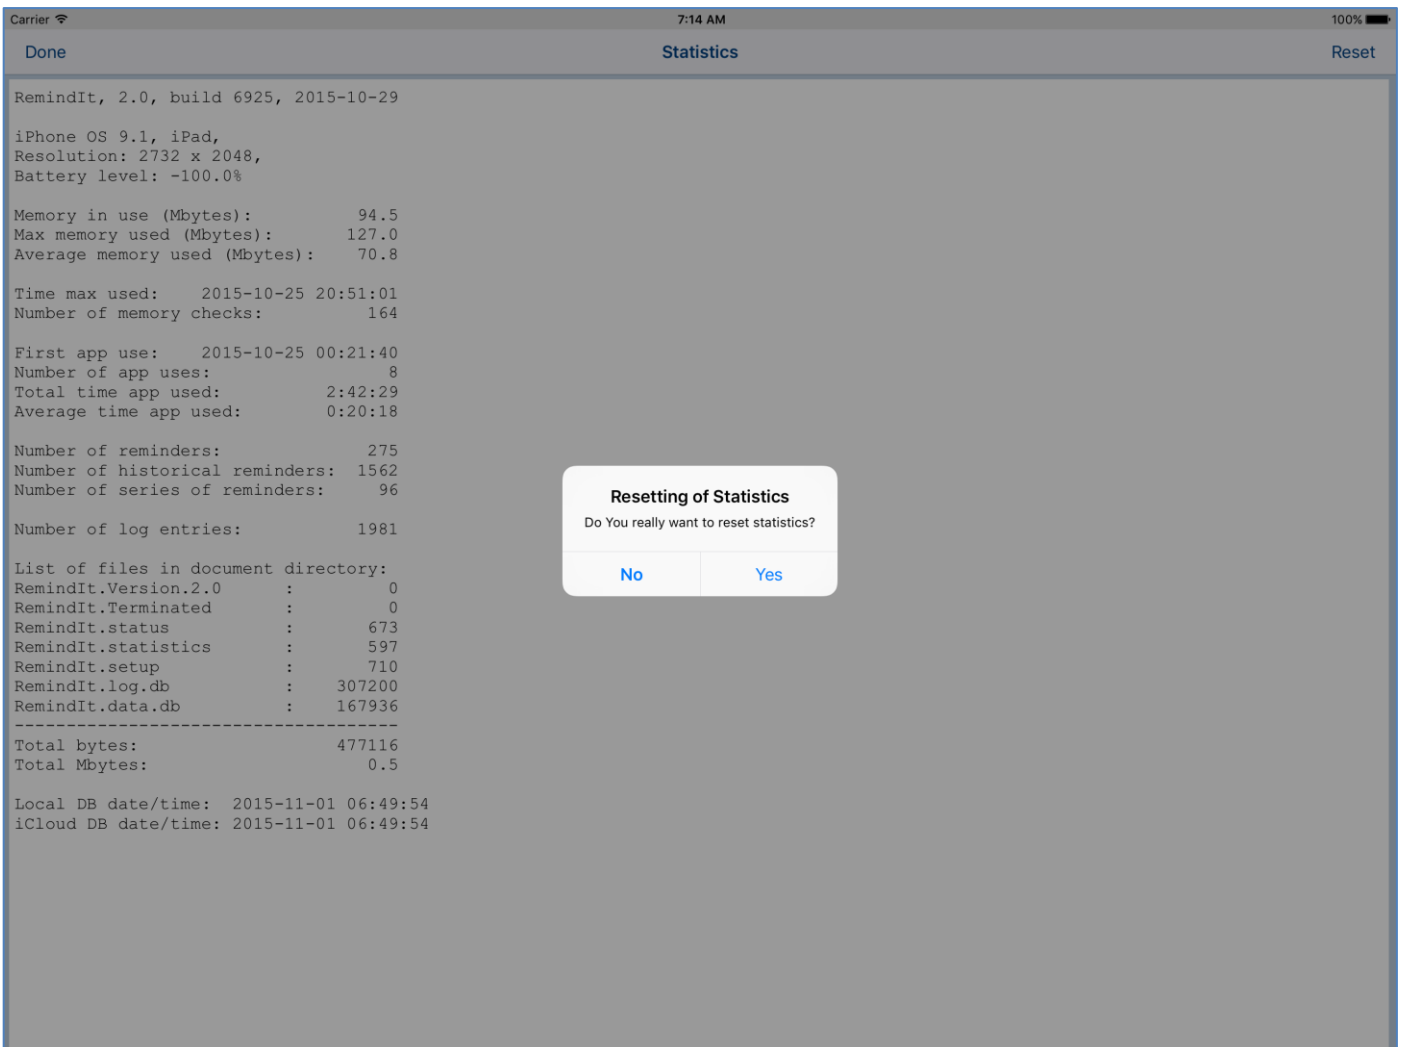 Carrier 7:14 AM 100%
Done Statistics Reset
RemindIt, 2.0, build 6925, 2015-10-29
iPhone OS 9.1, iPad,
Resolution: 2732 x 2048,
Battery level: -100.0%
Memory in use (Mbytes): 94.5
Max memory used (Mbytes): 127.0
Average memory used (Mbytes): 70.8
Time max used: 2015-10-25 20:51:01
Number of memory checks: 164
First app use: 2015-10-25 00:21:40
Number of app uses: 8
Total time app used: 2:42:29
Average time app used: 0:20:18
Number of reminders: 275
Number of historical reminders: 1562
Number of series of reminders: 96
Number of log entries: 1981
List of files in document directory:
RemindIt.Version.2.0 : 0
RemindIt.Terminated : 0
RemindIt.status : 673
RemindIt.statistics : 597
RemindIt.setup : 710
RemindIt.log.db : 307200
RemindIt.data.db : 167936
-------------------------------------
Total bytes: 477116
Total Mbytes: 0.5
Local DB date/time: 2015-11-01 06:49:54
iCloud DB date/time: 2015-11-01 06:49:54
Resetting of Statistics
Do You really want to reset statistics?
No Yes